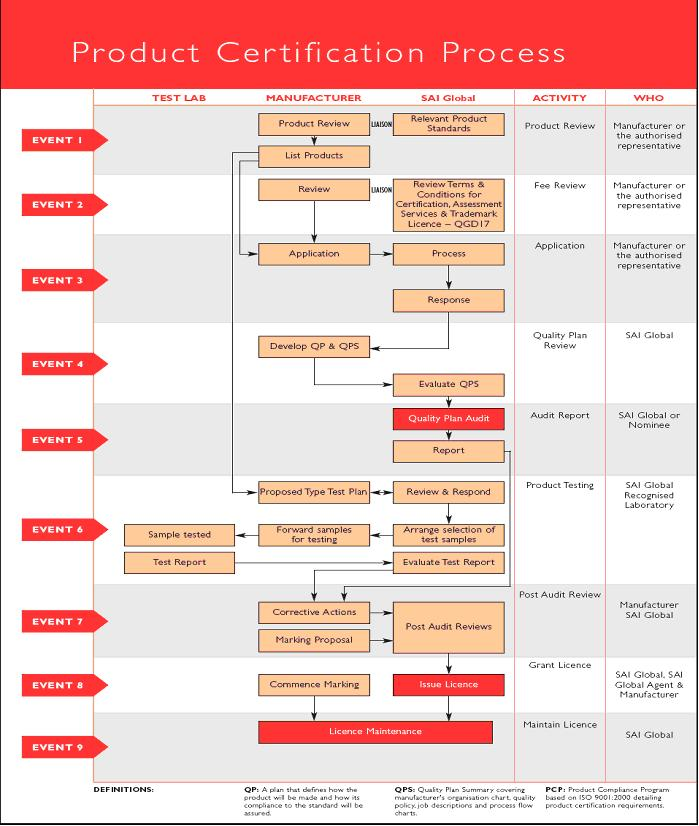 Product Certification Process
TEST LAB
MANUFACTURER
SAI Global
ACTIVITY
WHO
EVENT 1
Product Review
LIAISON
Relevant Product
Standards
List Products
Product Review
Manufacturer or
the authorised
representative
EVENT 2
Review
LIAISON
Review Terms &
Conditions for
Certification, Assessment
Services & Trademark
Licence – QGD17
Fee Review
Manufacturer or
the authorised
representative
EVENT 3
Application
Process
Response
Application
Manufacturer or
the authorised
representative
EVENT 4
Develop QP & QPS
Evaluate QPS
Quality Plan
Review
SAI Global
EVENT 5
Quality Plan Audit
Report
Audit Report
SAI Global or
Nominee
EVENT 6
Proposed Type Test Plan
Review & Respond
Sample tested
Forward samples
for testing
Arrange selection of
test samples
Test Report
Evaluate Test Report
Product Testing
SAI Global
Recognised
Laboratory
EVENT 7
Corrective Actions
Marking Proposal
Post Audit Reviews
Post Audit Review
Manufacturer
SAI Global
EVENT 8
Commence Marking
Issue Licence
Grant Licence
SAI Global, SAI
Global Agent &
Manufacturer
EVENT 9
Licence Maintenance
Maintain Licence
SAI Global
DEFINITIONS:
QP: A plan that defines how the
product will be made and how its
compliance to the standard will be
assured.
QPS: Quality Plan Summary covering
manufacturer's organisation chart, quality
policy, job descriptions and process flow
charts.
PCP: Product Compliance Program
based on ISO 9001:2000 detailing
product certification requirements.